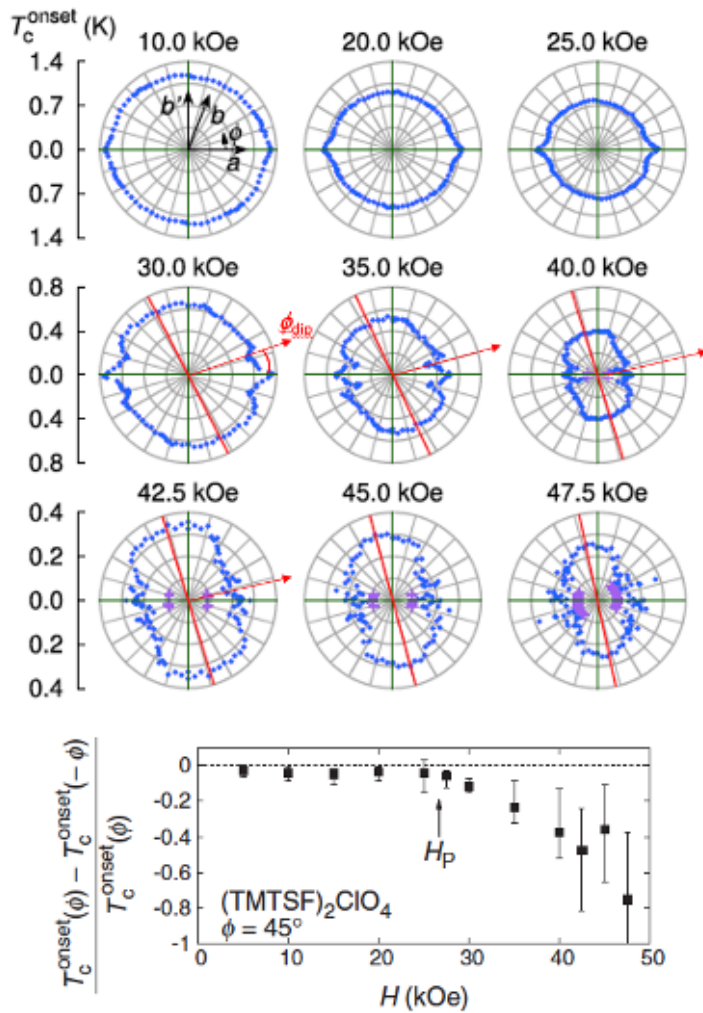 T_c^onset (K)
10.0 kOe 20.0 kOe 25.0 kOe
1.4
0.7
0.0
0.7
1.4
b' b ϕ a
30.0 kOe 35.0 kOe 40.0 kOe
0.8
0.4
0.0
0.4
0.8
ϕ_dip
42.5 kOe 45.0 kOe 47.5 kOe
0.4
0.2
0.0
0.2
0.4
T_c^onset(ϕ) − T_c^onset(-ϕ)
T_c^onset(ϕ)
0
-0.2
-0.4
-0.6
-0.8
-1
H_P
(TMTSF)₂ClO₄
ϕ = 45°
0 10 20 30 40 50
H (kOe)